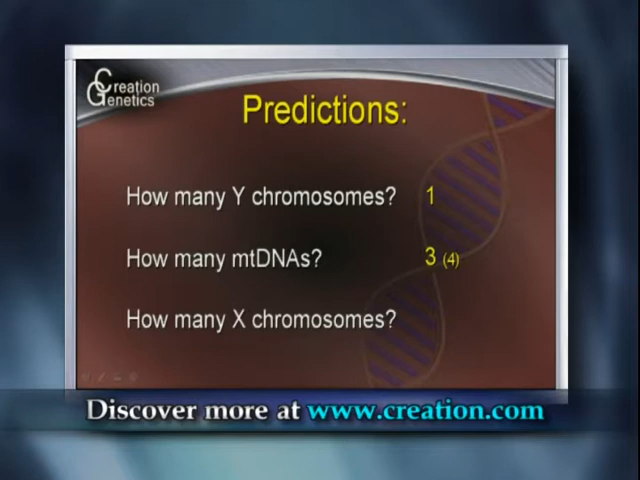 Creation
Genetics
Predictions:
How many Y chromosomes? 1
How many mtDNAs? 3 (4)
How many X chromosomes?
Discover more at www.creation.com